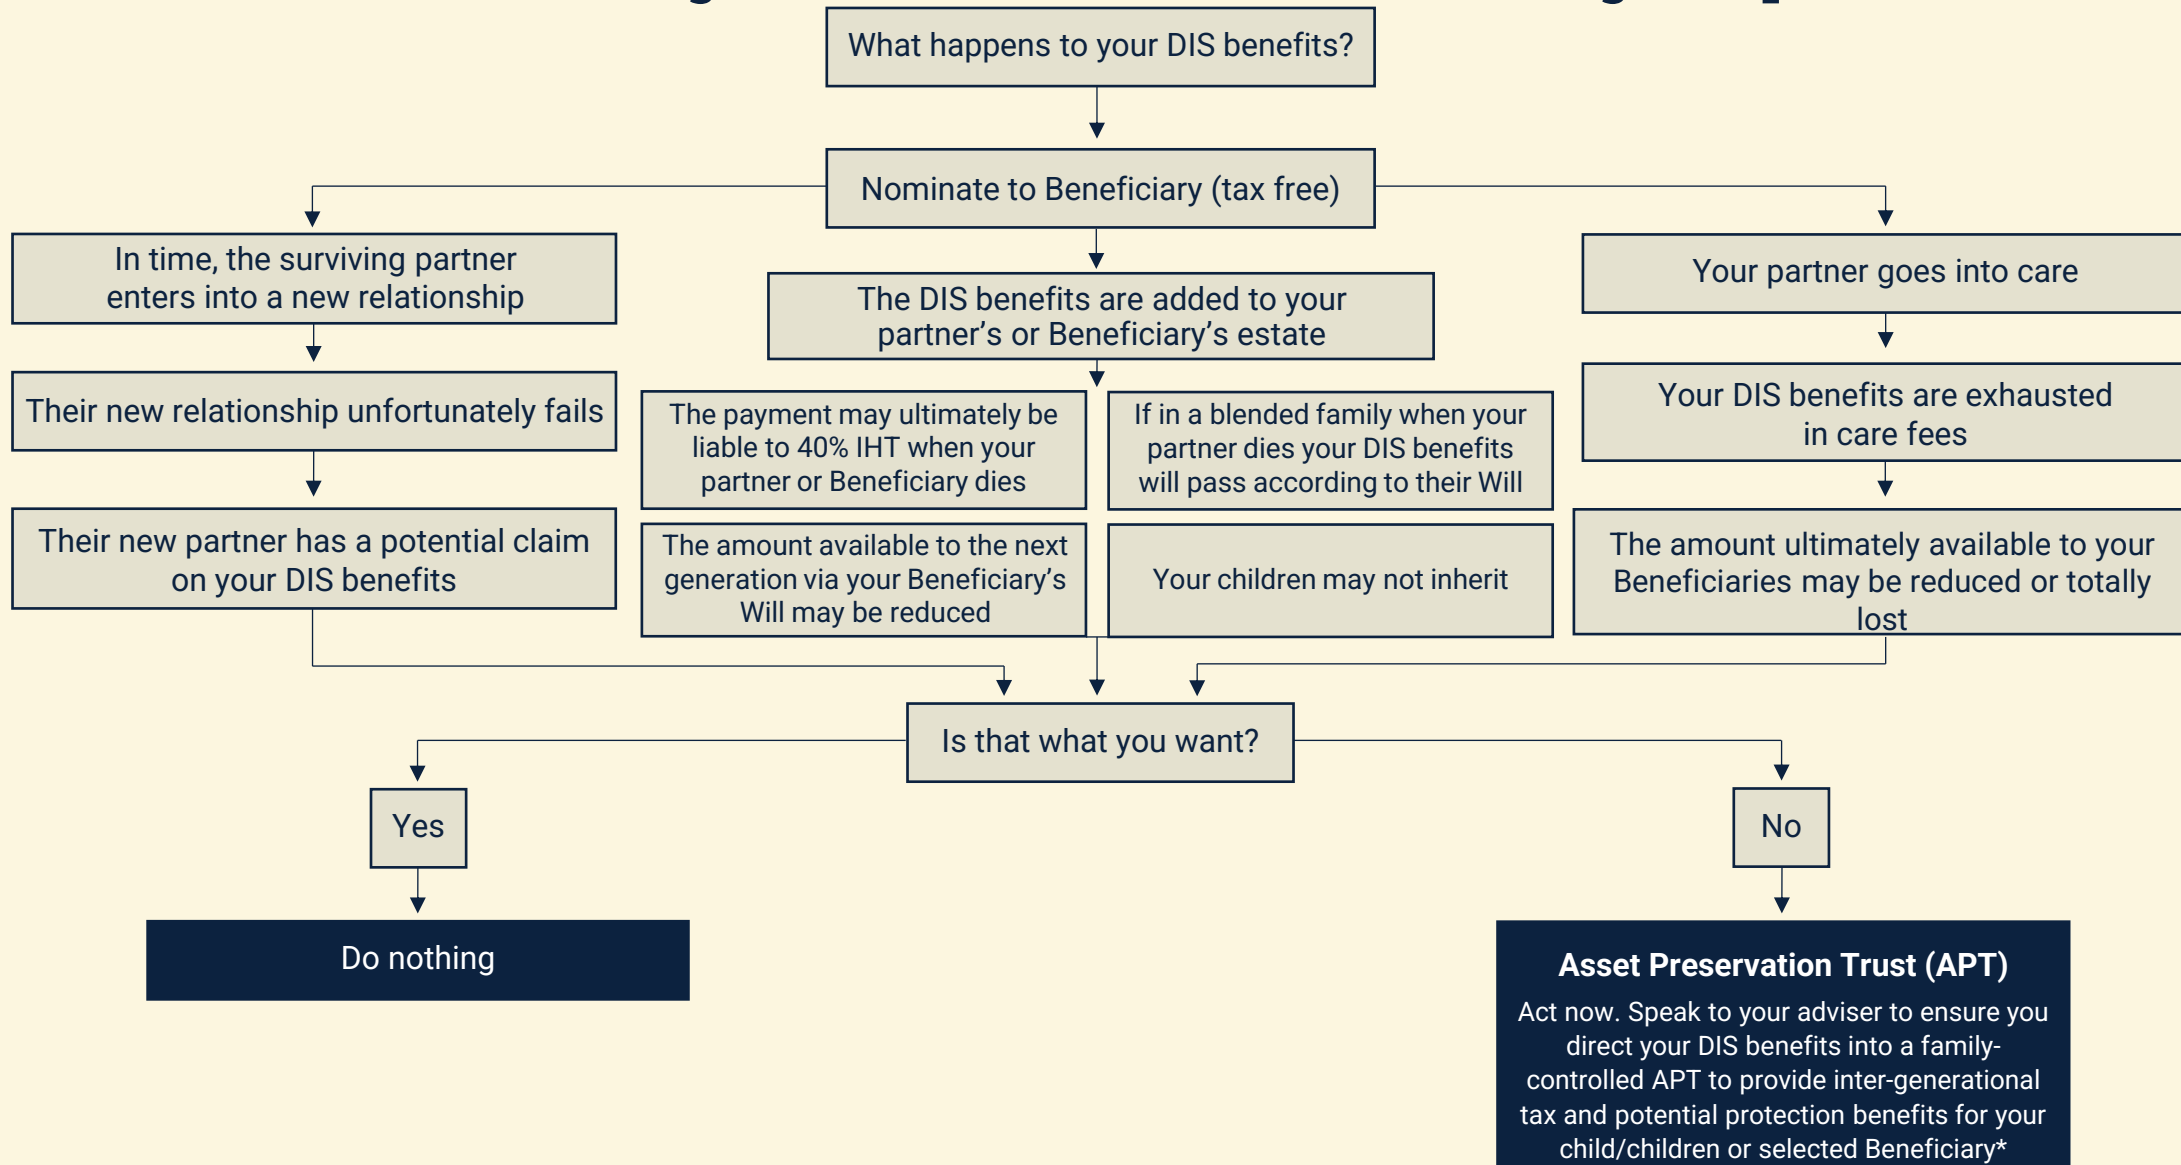 What happens to your DIS benefits?
Nominate to Beneficiary (tax free)
In time, the surviving partner
enters into a new relationship
Their new relationship unfortunately fails
Their new partner has a potential claim
on your DIS benefits
The DIS benefits are added to your
partner’s or Beneficiary’s estate
The payment may ultimately be
liable to 40% IHT when your
partner or Beneficiary dies
The amount available to the next
generation via your Beneficiary’s
Will may be reduced
If in a blended family when your
partner dies your DIS benefits
will pass according to their Will
Your children may not inherit
Your partner goes into care
Your DIS benefits are exhausted
in care fees
The amount ultimately available to your
Beneficiaries may be reduced or totally
lost
Is that what you want?
Yes
Do nothing
No
Asset Preservation Trust (APT)
Act now. Speak to your adviser to ensure you
direct your DIS benefits into a family-
controlled APT to provide inter-generational
tax and potential protection benefits for your
child/children or selected Beneficiary*